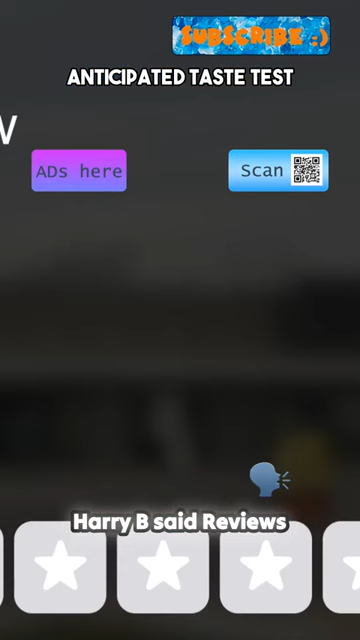 SUBSCRIBE :)
ANTICIPATED TASTE TEST
ADs here
Scan
Harry B said Reviews